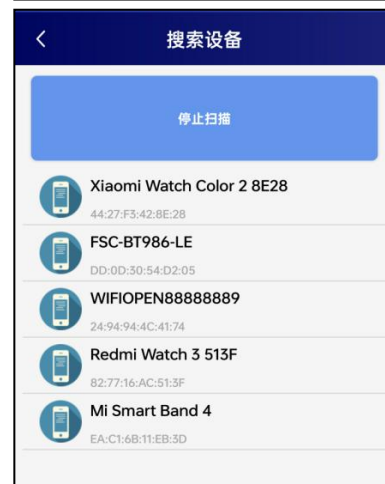 搜索设备
停止扫描
Xiaomi Watch Color 2 8E28
44:27:F3:42:8E:28
FSC-BT986-LE
DD:0D:30:54:D2:05
WIFIOPEN88888889
24:94:94:4C:41:74
Redmi Watch 3 513F
82:77:16:AC:51:3F
Mi Smart Band 4
EA:C1:6B:11:EB:3D